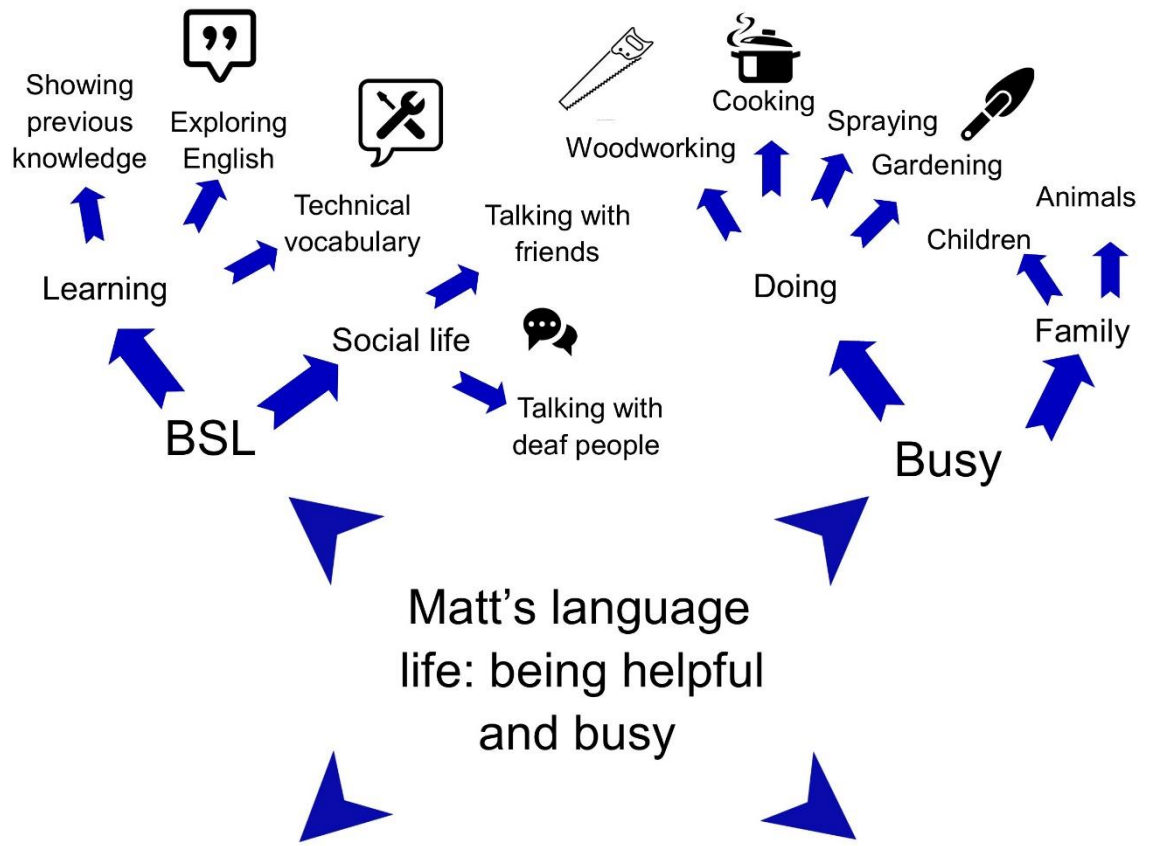 Showing
previous
knowledge
Exploring
English
Technical
vocabulary
Learning
Talking with
friends
Social life
Talking with
deaf people
BSL
Woodworking
Cooking
Spraying
Gardening
Doing
Children
Animals
Family
Busy
Matt’s language
life: being helpful
and busy